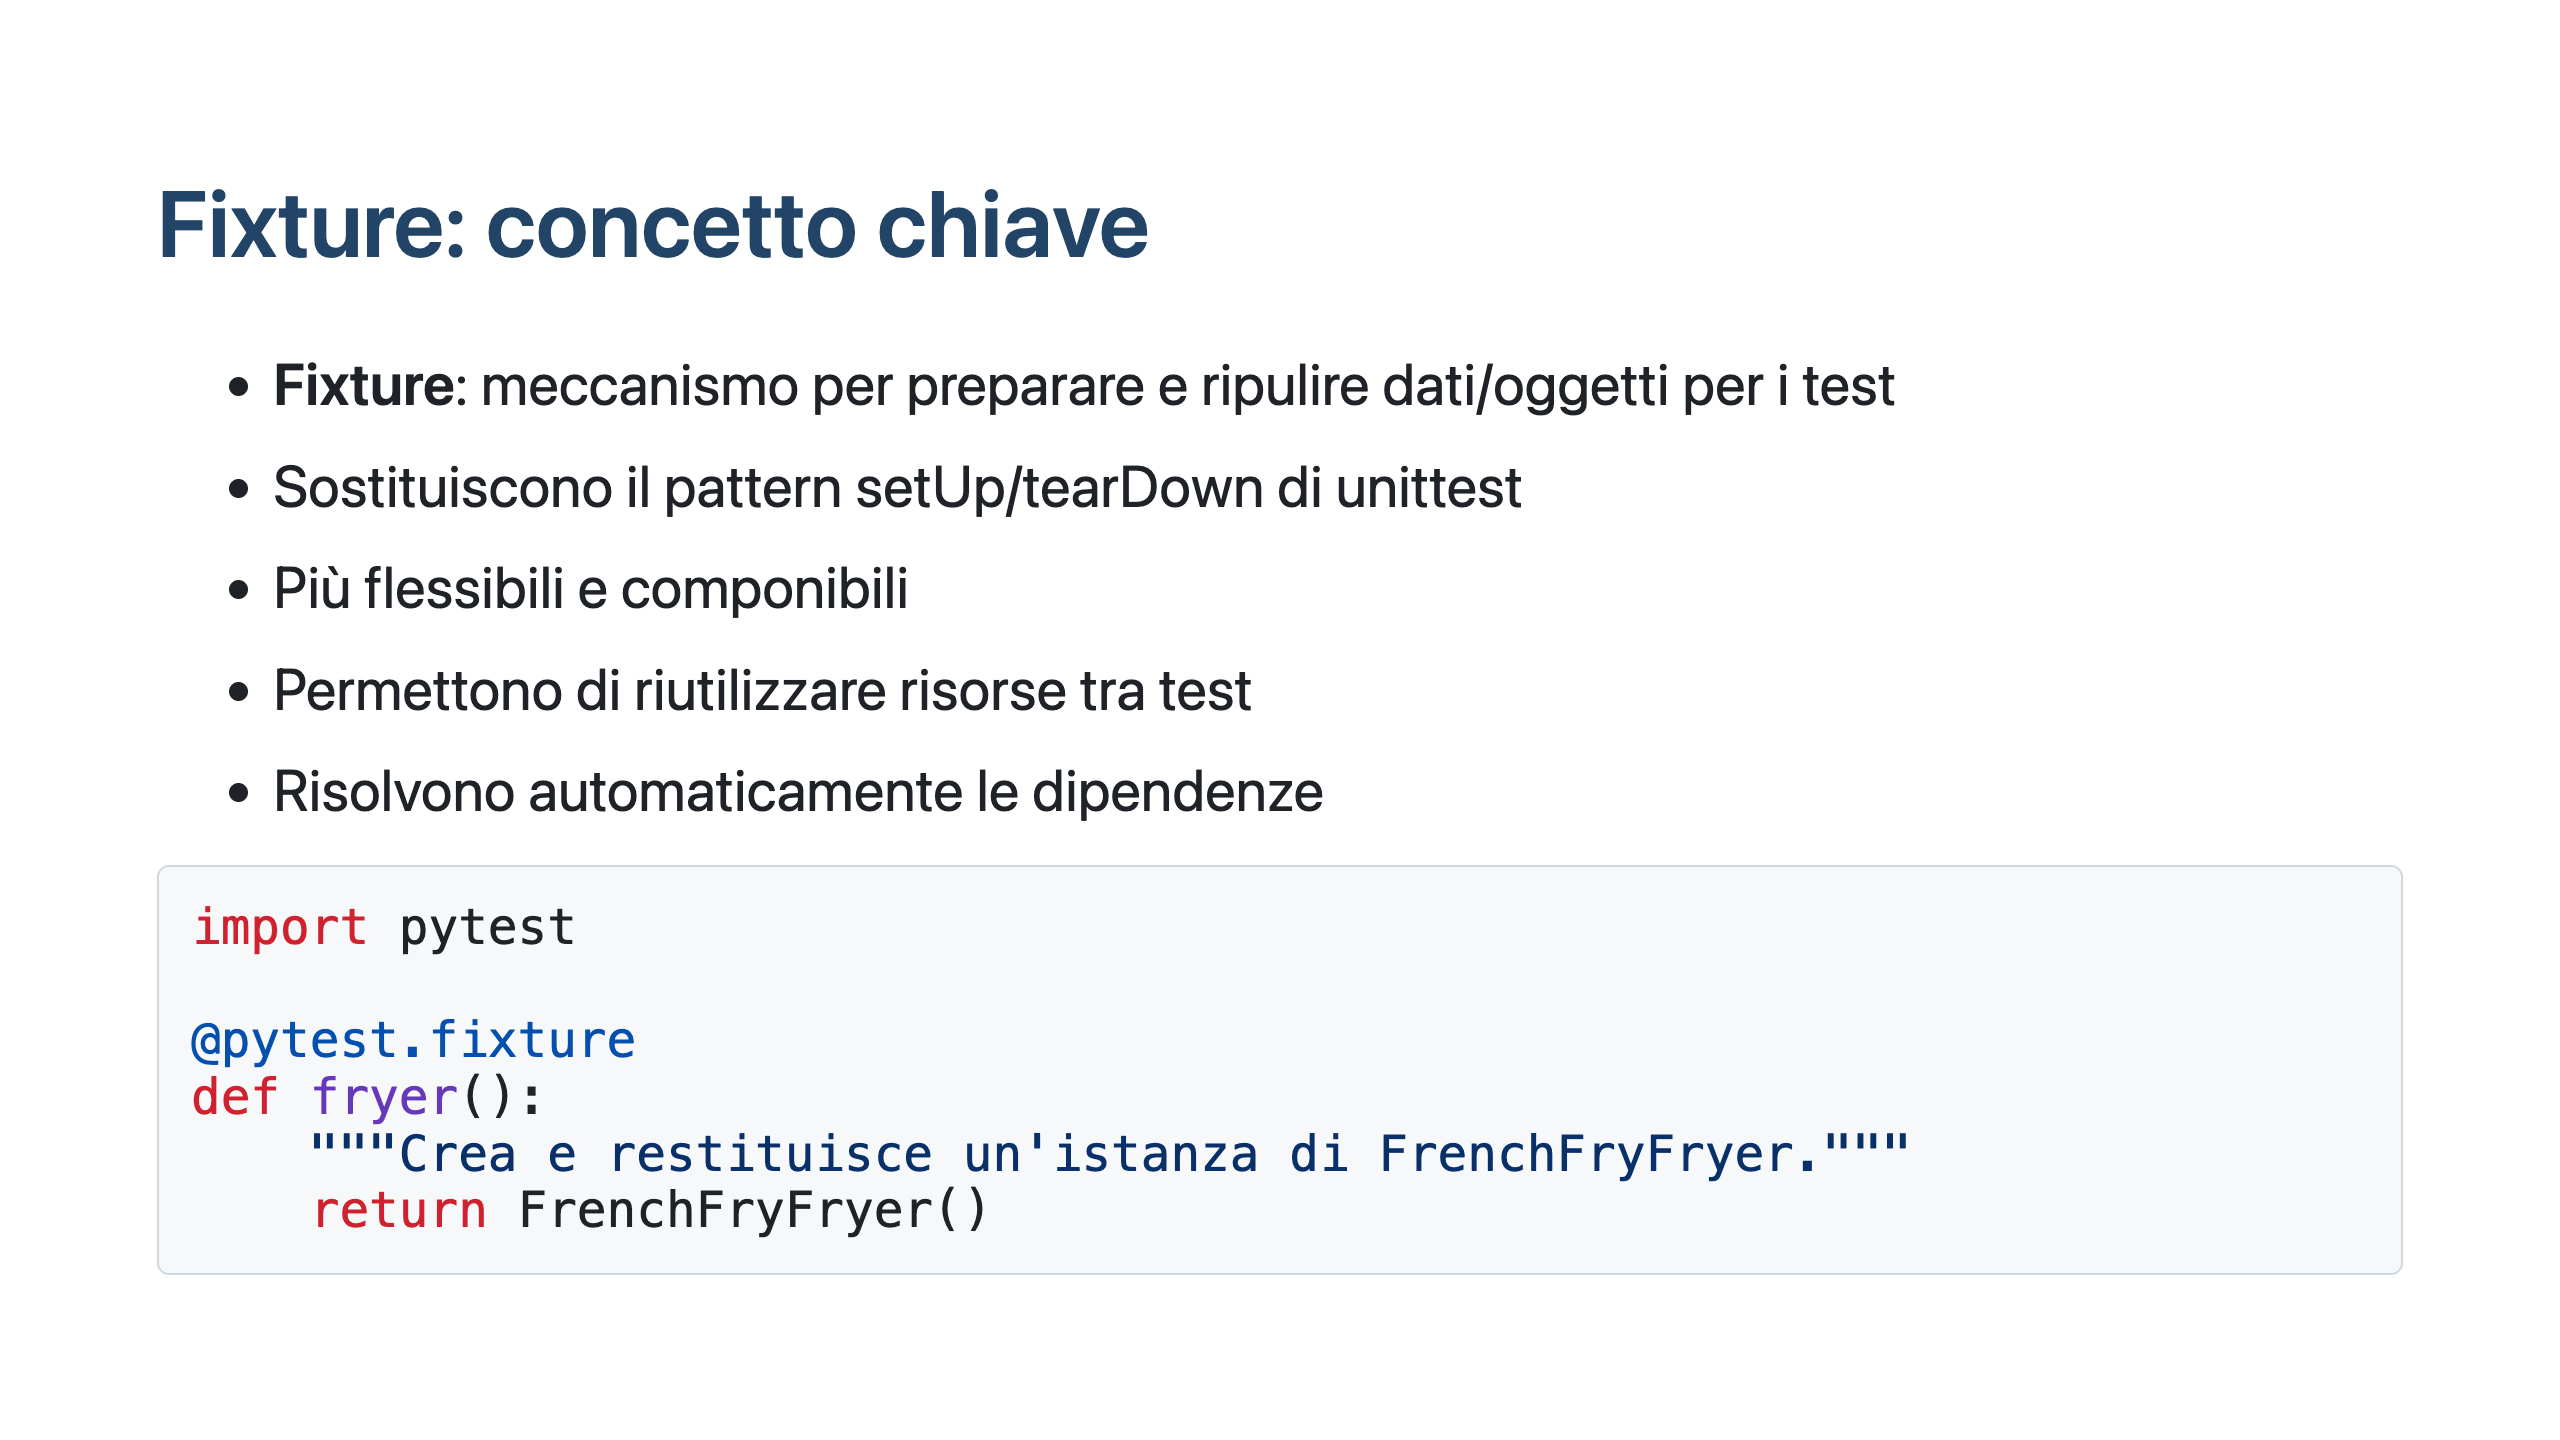 Fixture: concetto chiave
• Fixture: meccanismo per preparare e ripulire dati/oggetti per i test
• Sostituiscono il pattern setUp/tearDown di unittest
• Più flessibili e componibili
• Permettono di riutilizzare risorse tra test
• Risolvono automaticamente le dipendenze
import pytest

@pytest.fixture
def fryer():
    """Crea e restituisce un'istanza di FrenchFryFryer."""
    return FrenchFryFryer()